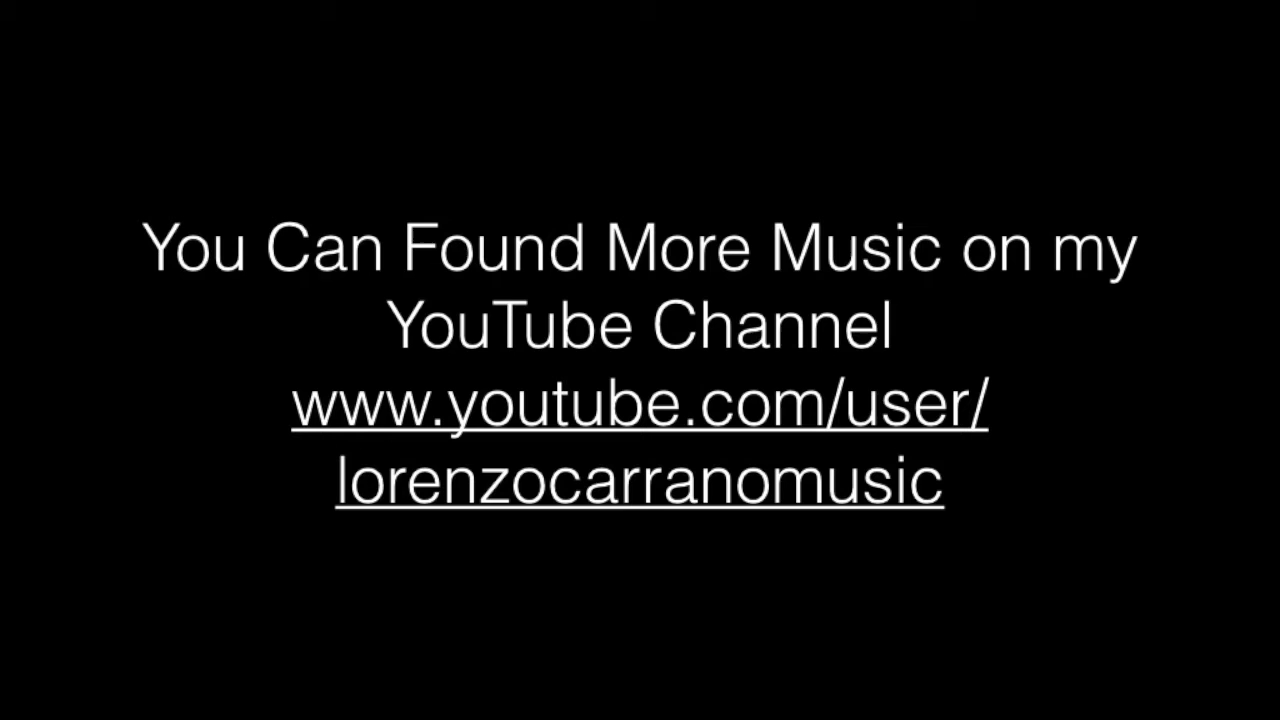 You Can Found More Music on my
YouTube Channel
www.youtube.com/user/
lorenzocarranomusic